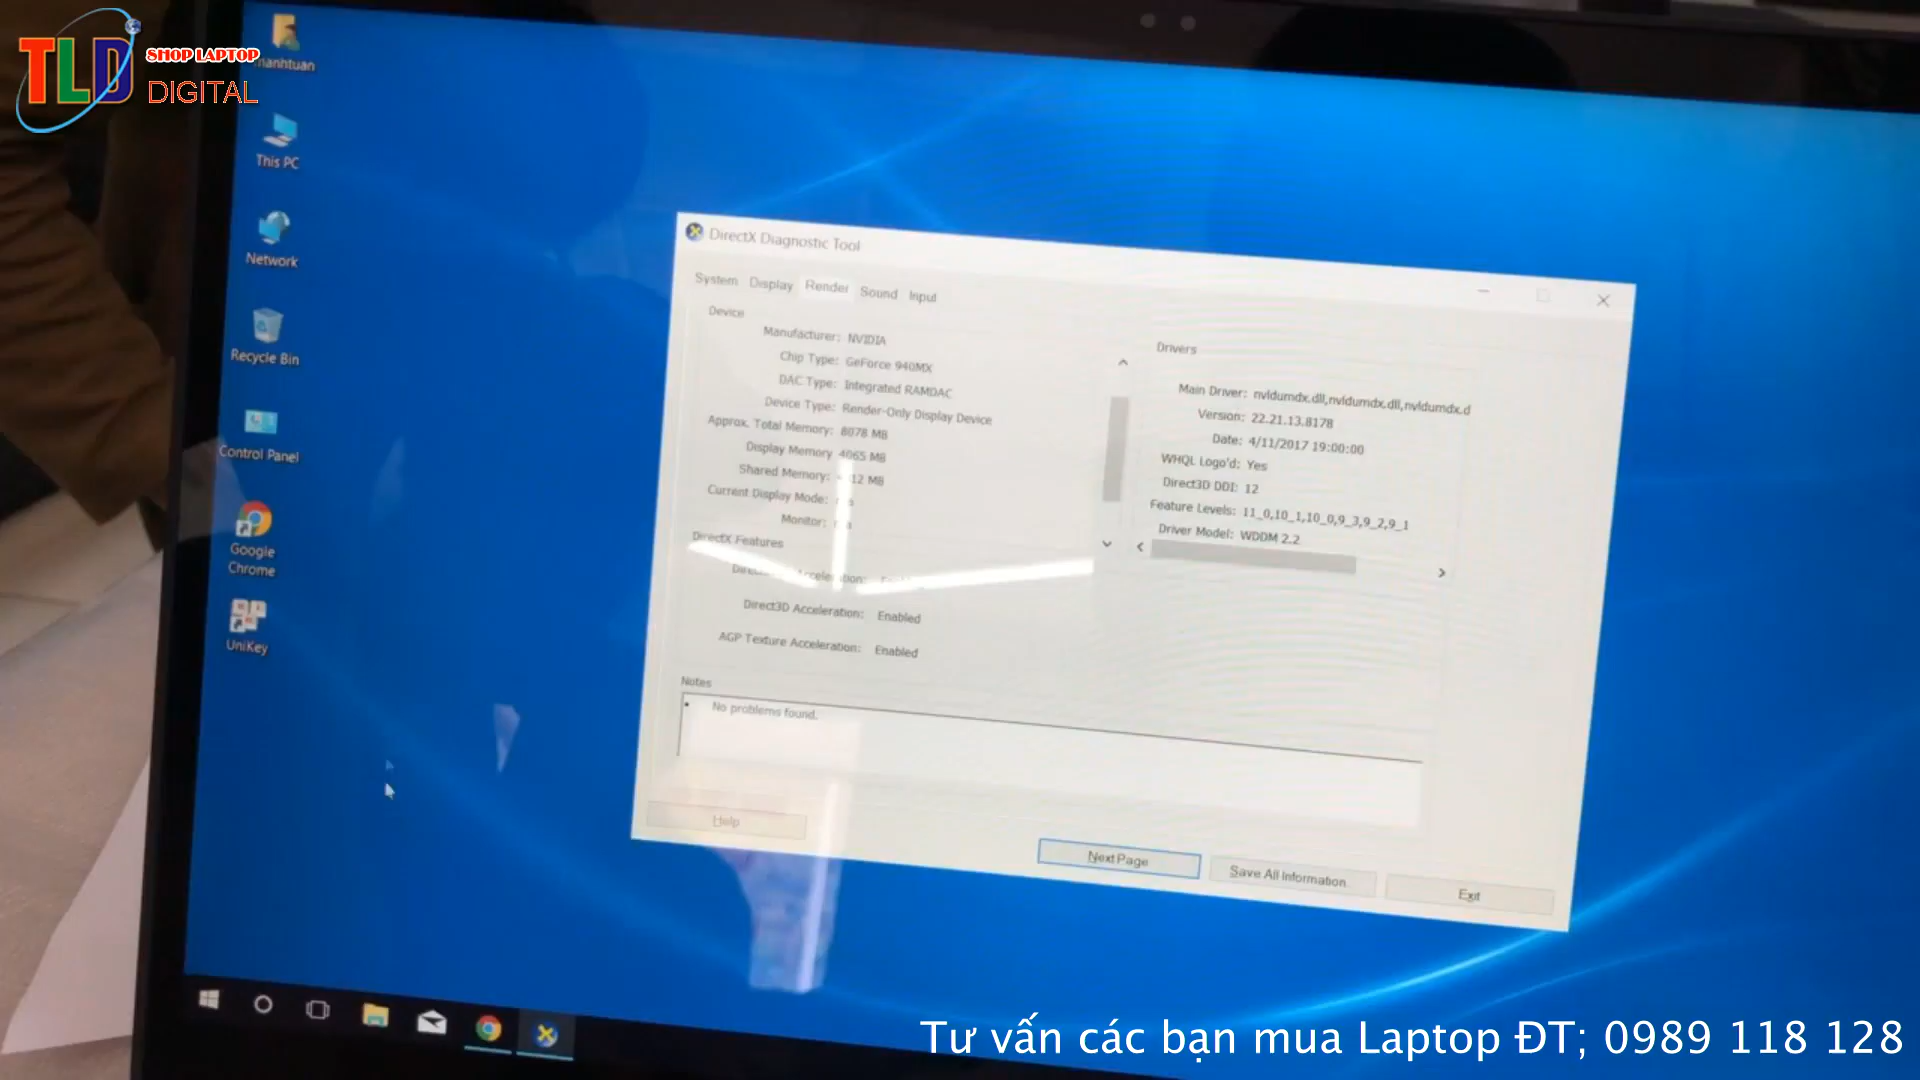 TLD
SHOP LAPTOP
DIGITAL
This PC
Network
Recycle Bin
Control Panel
Google
Chrome
UniKey
DirectX Diagnostic Tool
System Display Render Sound Input
Device
Manufacturer: NVIDIA
Chip Type: GeForce 940MX
DAC Type: Integrated RAMDAC
Device Type: Render-Only Display Device
Approx. Total Memory: 8078 MB
Display Memory 4065 MB
Shared Memory: 12 MB
Current Display Mode:
Monitor:
Drivers
Main Driver: nvldumdx.dll,nvldumdx.dll,nvldumdx.d
Version: 22.21.13.8178
Date: 4/11/2017 19:00:00
WHQL Logo'd: Yes
Direct3D DDI: 12
Feature Levels: 11_0,10_1,10_0,9_3,9_2,9_1
Driver Model: WDDM 2.2
DirectX Features
Direct3D Acceleration: Enabled
AGP Texture Acceleration: Enabled
Notes
No problems found.
Help
Next Page
Save All Information
Exit
Tư vấn các bạn mua Laptop ĐT; 0989 118 128